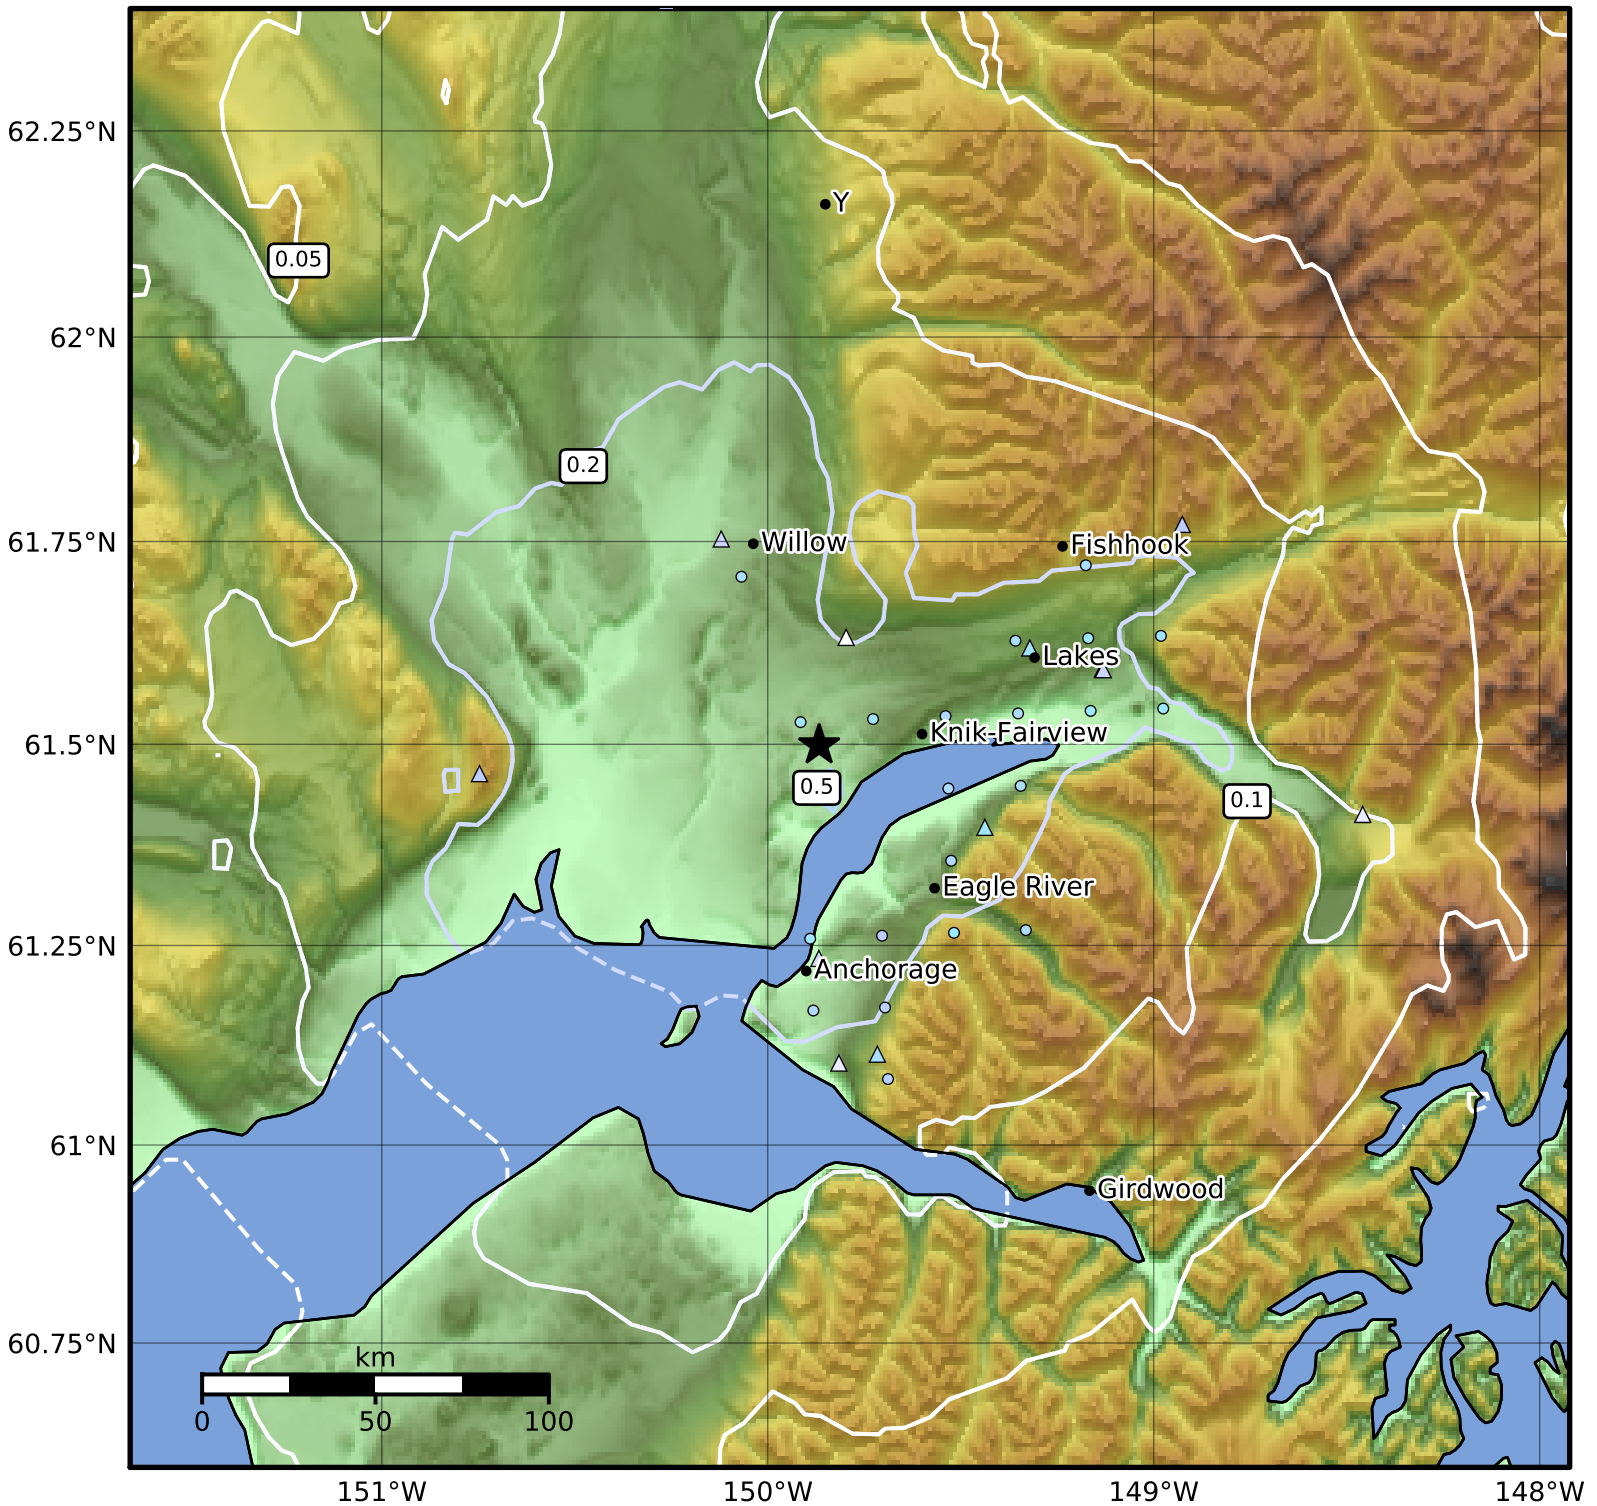 62.25°N
Y
0.05
62°N
0.2
61.75°N
Willow
Fishhook
Lakes
61.5°N
Knik-Fairview
0.5
0.1
Eagle River
61.25°N
Anchorage
61°N
Girdwood
60.75°N
km
0 50 100
151°W 150°W 149°W 148°W